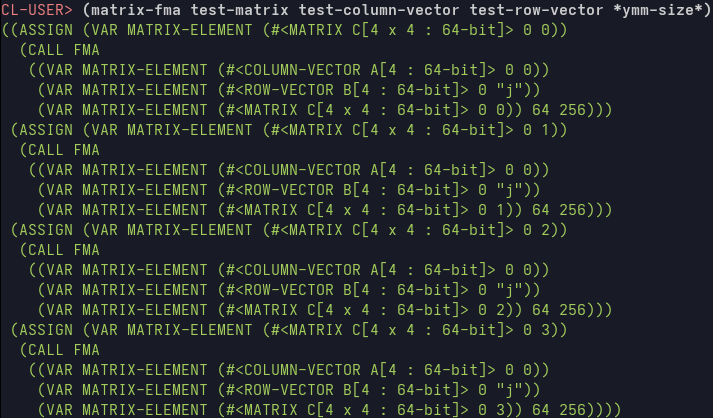 CL-USER> (matrix-fma test-matrix test-column-vector test-row-vector *ymm-size*)
((ASSIGN (VAR MATRIX-ELEMENT (#<MATRIX C[4 x 4 : 64-bit]> 0 0))
  (CALL FMA
   ((VAR MATRIX-ELEMENT (#<COLUMN-VECTOR A[4 : 64-bit]> 0 0))
    (VAR MATRIX-ELEMENT (#<ROW-VECTOR B[4 : 64-bit]> 0 "j"))
    (VAR MATRIX-ELEMENT (#<MATRIX C[4 x 4 : 64-bit]> 0 0)) 64 256)))
 (ASSIGN (VAR MATRIX-ELEMENT (#<MATRIX C[4 x 4 : 64-bit]> 0 1))
  (CALL FMA
   ((VAR MATRIX-ELEMENT (#<COLUMN-VECTOR A[4 : 64-bit]> 0 0))
    (VAR MATRIX-ELEMENT (#<ROW-VECTOR B[4 : 64-bit]> 0 "j"))
    (VAR MATRIX-ELEMENT (#<MATRIX C[4 x 4 : 64-bit]> 0 1)) 64 256)))
 (ASSIGN (VAR MATRIX-ELEMENT (#<MATRIX C[4 x 4 : 64-bit]> 0 2))
  (CALL FMA
   ((VAR MATRIX-ELEMENT (#<COLUMN-VECTOR A[4 : 64-bit]> 0 0))
    (VAR MATRIX-ELEMENT (#<ROW-VECTOR B[4 : 64-bit]> 0 "j"))
    (VAR MATRIX-ELEMENT (#<MATRIX C[4 x 4 : 64-bit]> 0 2)) 64 256)))
 (ASSIGN (VAR MATRIX-ELEMENT (#<MATRIX C[4 x 4 : 64-bit]> 0 3))
  (CALL FMA
   ((VAR MATRIX-ELEMENT (#<COLUMN-VECTOR A[4 : 64-bit]> 0 0))
    (VAR MATRIX-ELEMENT (#<ROW-VECTOR B[4 : 64-bit]> 0 "j"))
    (VAR MATRIX-ELEMENT (#<MATRIX C[4 x 4 : 64-bit]> 0 3)) 64 256))))